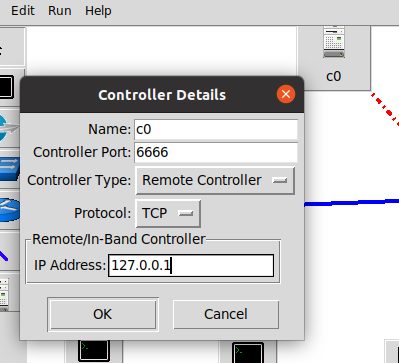 Edit Run Help
c0
Controller Details
Name: c0
Controller Port: 6666
Controller Type: Remote Controller
Protocol: TCP
Remote/In-Band Controller
IP Address: 127.0.0.1
OK Cancel